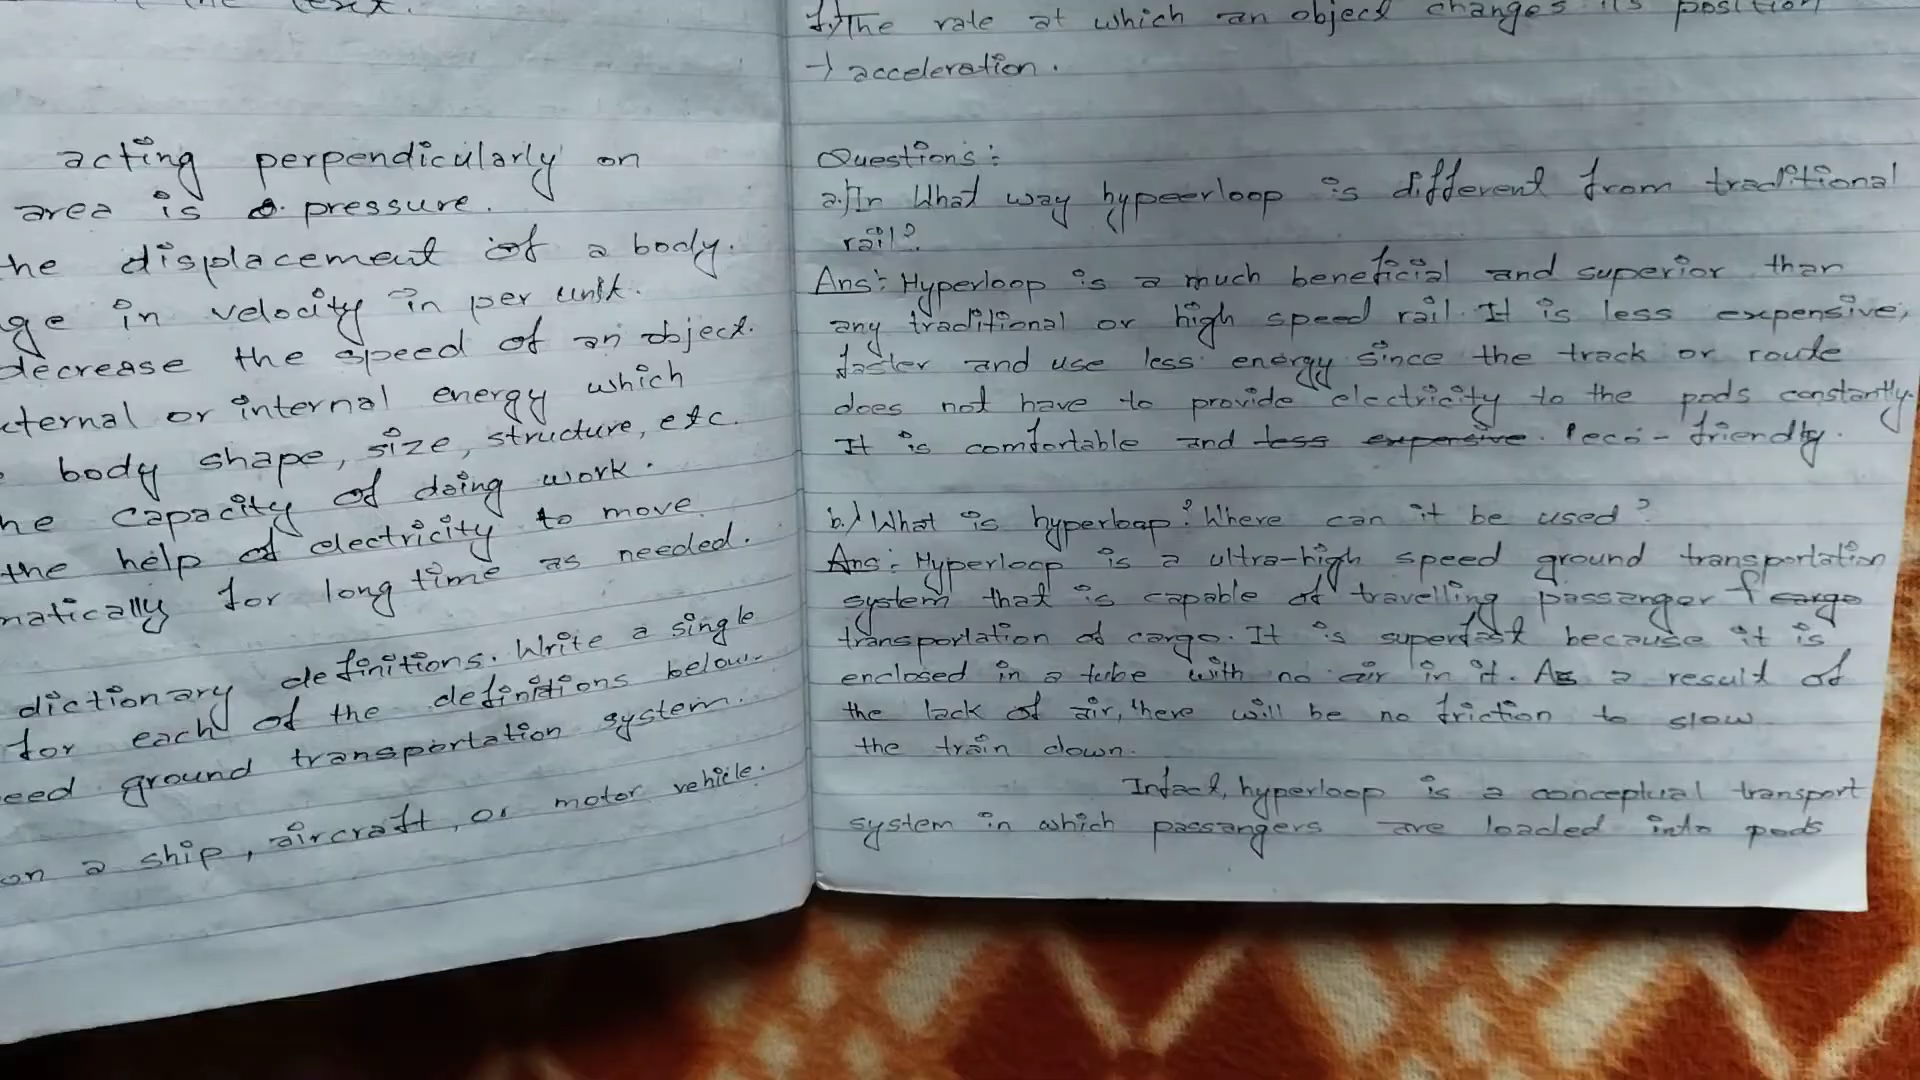 the text.
acting perpendicularly on
area is pressure.
he displacement of a body.
ge in velocity in per unit.
decrease the speed of an object.
ternal or internal energy which
body shape, size, structure, etc.
he capacity of doing work.
the help of electricity to move
matically for long time as needed.
dictionary definitions. Write a single
for each of the definitions below.
eed ground transportation system.
on a ship, aircraft, or motor vehicle.
f.) The rate at which an object changes its position
→ acceleration.
Questions:
a.) In What way hypeerloop is different from traditional
rail?
Ans: Hyperloop is a much beneficial and superior than
any traditional or high speed rail. It is less expensive,
faster and use less energy since the track or route
does not have to provide electricity to the pods constantly.
It is comfortable and less expensive. eco-friendly.
b.) What is hyperloop? Where can it be used?
Ans: Hyperloop is a ultra-high speed ground transportation
system that is capable of travelling passenger f cargo
transportation of cargo. It is superfast because it is
enclosed in a tube with no air in it. As a result of
the lack of air, there will be no friction to slow
the train down.
Infact, hyperloop is a conceptual transport
system in which passangers are loaded into pods